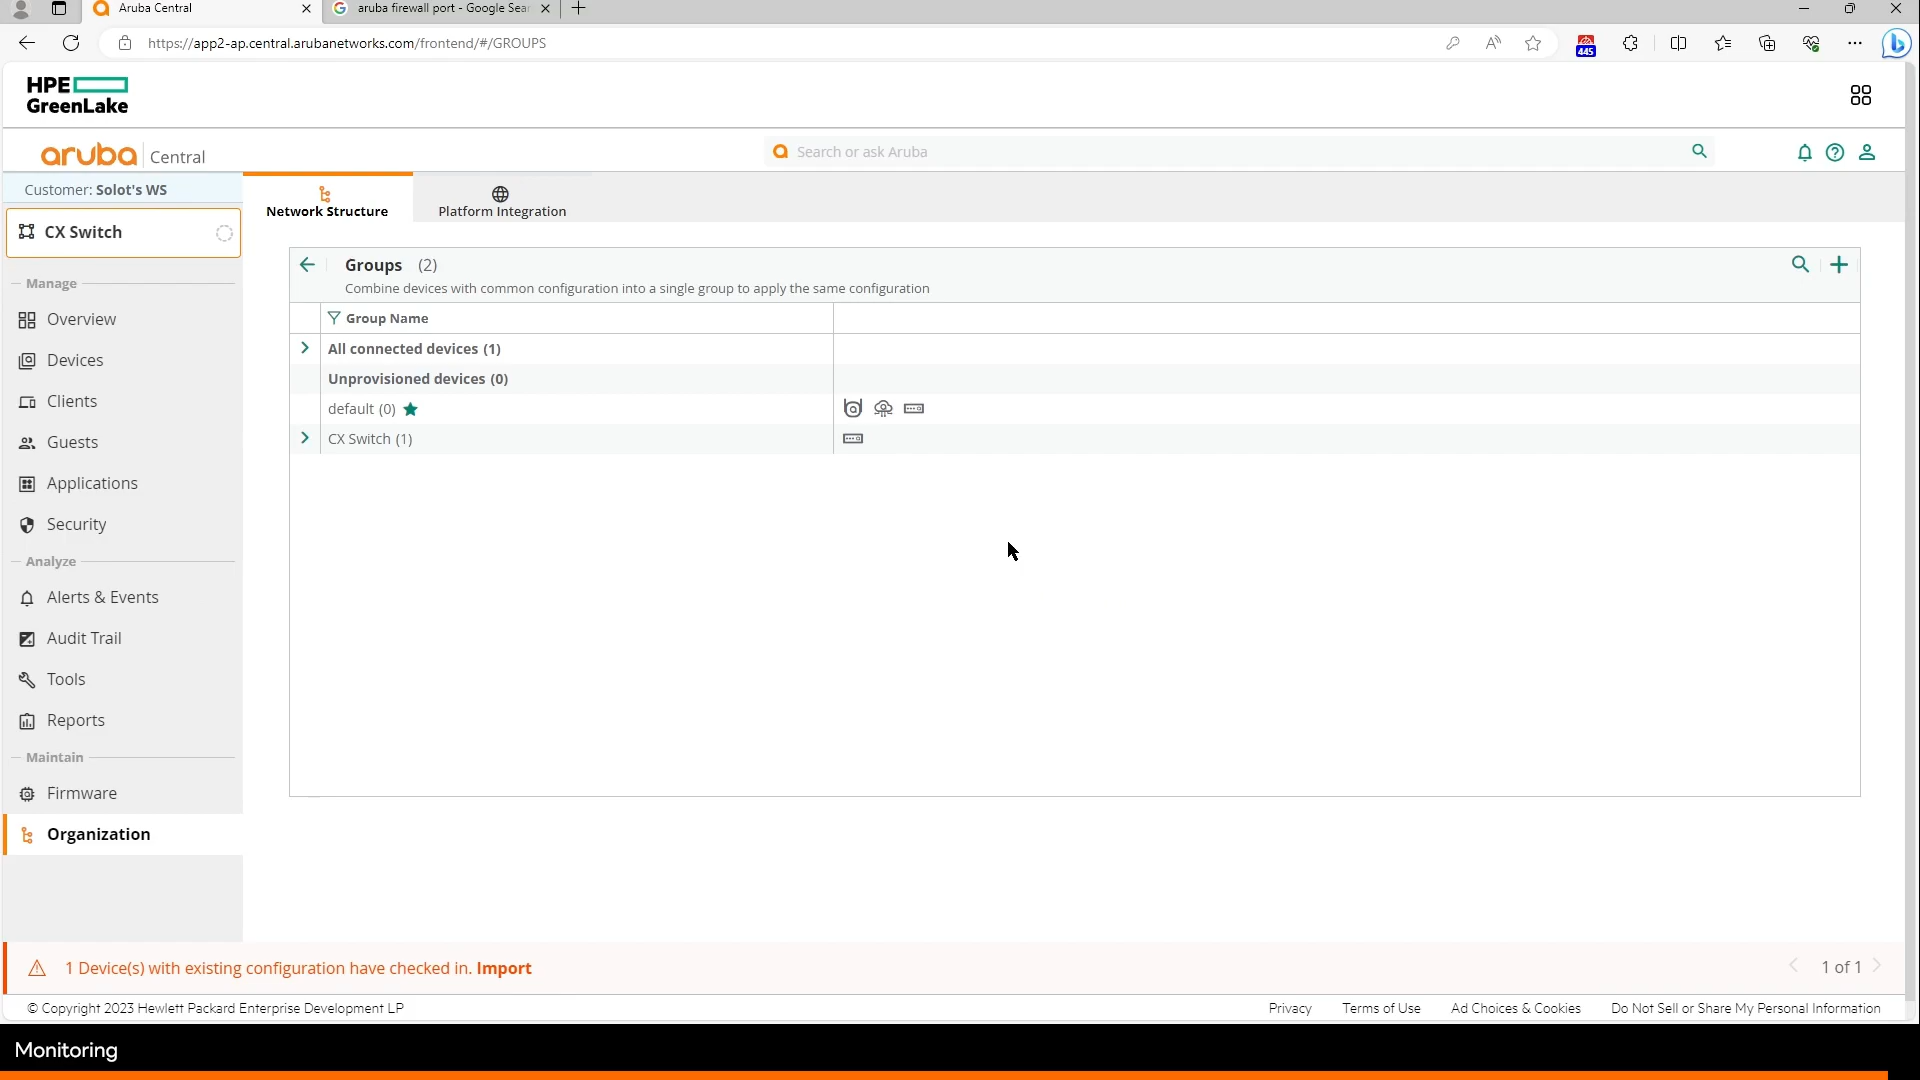 Aruba Central
aruba firewall port - Google Sear
https://app2-ap.central.arubanetworks.com/frontend/#/GROUPS
445
HPE
GreenLake
aruba Central
Search or ask Aruba
Customer: Solot's WS
CX Switch
Network Structure
Platform Integration
Manage
Overview
Devices
Clients
Guests
Applications
Security
Analyze
Alerts & Events
Audit Trail
Tools
Reports
Maintain
Firmware
Organization
Groups (2)
Combine devices with common configuration into a single group to apply the same configuration
Group Name
All connected devices (1)
Unprovisioned devices (0)
default (0)
CX Switch (1)
1 Device(s) with existing configuration have checked in. Import
1 of 1
© Copyright 2023 Hewlett Packard Enterprise Development LP
Privacy
Terms of Use
Ad Choices & Cookies
Do Not Sell or Share My Personal Information
Monitoring